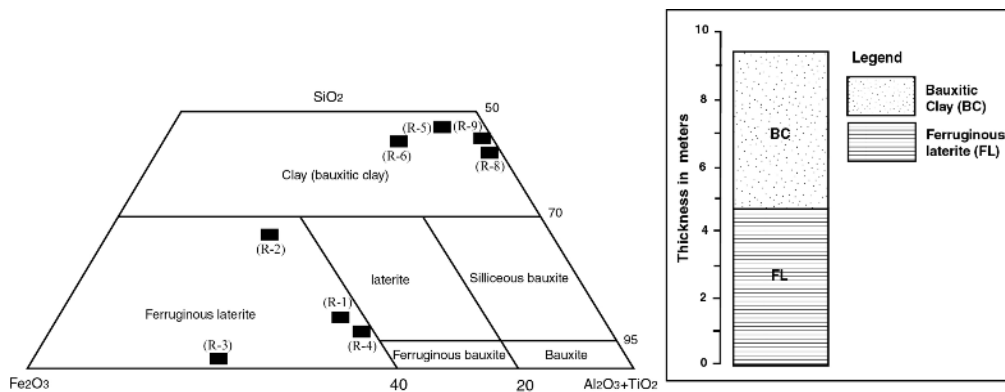 SiO2
50
(R-5)
(R-9)
(R-6)
(R-8)
Clay (bauxitic clay)
70
(R-2)
laterite
Silliceous bauxite
(R-1)
Ferruginous laterite
(R-4)
(R-3)
95
Ferruginous bauxite
Bauxite
Fe2O3
40
20
Al2O3+TiO2
10
8
6
4
2
0
Thickness in meters
BC
FL
Legend
Bauxitic
Clay (BC)
Ferruginous
laterite (FL)